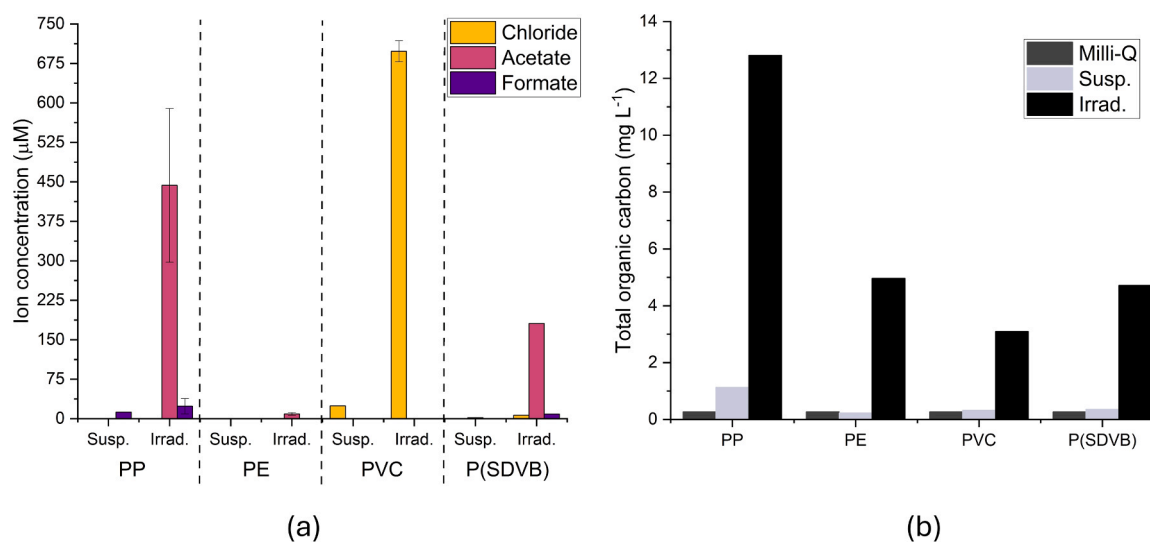 750
675
600
525
450
375
300
225
150
75
0
Ion concentration (μM)
Chloride
Acetate
Formate
Susp. Irrad. Susp. Irrad. Susp. Irrad. Susp. Irrad.
PP PE PVC P(SDVB)
(a)
14
12
10
8
6
4
2
0
Total organic carbon (mg L⁻¹)
Milli-Q
Susp.
Irrad.
PP PE PVC P(SDVB)
(b)